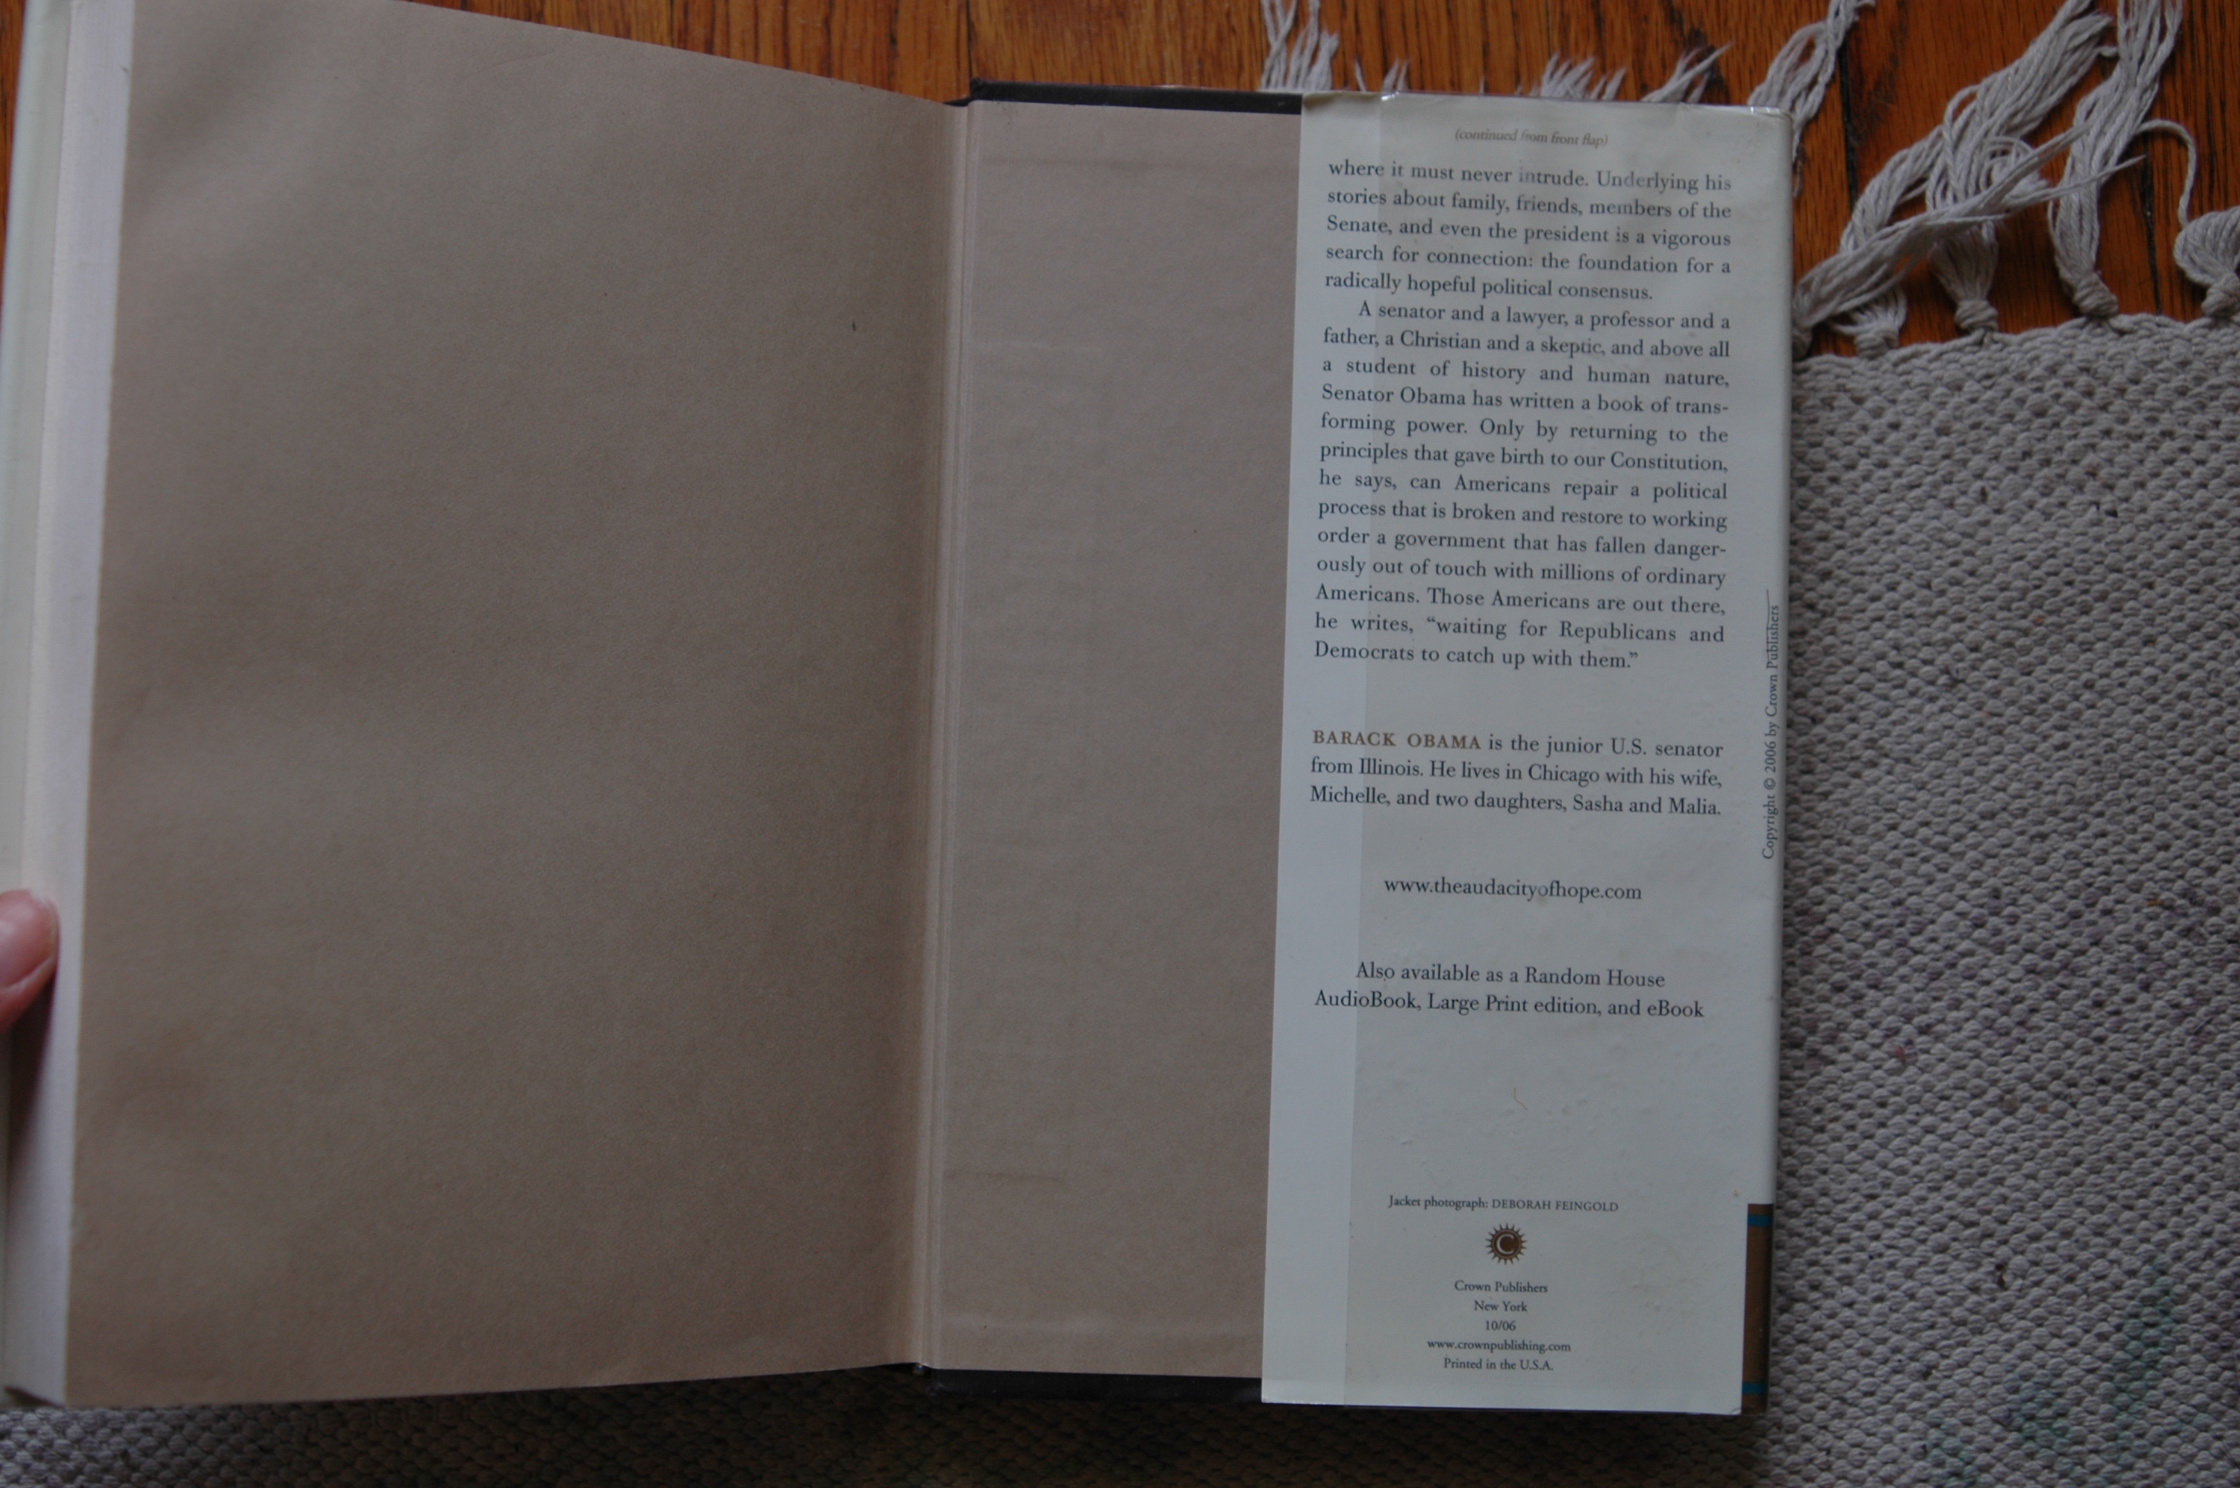 (continued from front flap)
where it must never intrude. Underlying his
stories about family, friends, members of the
Senate, and even the president is a vigorous
search for connection: the foundation for a
radically hopeful political consensus.
A senator and a lawyer, a professor and a
father, a Christian and a skeptic, and above all
a student of history and human nature,
Senator Obama has written a book of trans-
forming power. Only by returning to the
principles that gave birth to our Constitution,
he says, can Americans repair a political
process that is broken and restore to working
order a government that has fallen danger-
ously out of touch with millions of ordinary
Americans. Those Americans are out there,
he writes, “waiting for Republicans and
Democrats to catch up with them.”
BARACK OBAMA is the junior U.S. senator
from Illinois. He lives in Chicago with his wife,
Michelle, and two daughters, Sasha and Malia.
www.theaudacityofhope.com
Also available as a Random House
AudioBook, Large Print edition, and eBook
Jacket photograph: DEBORAH FEINGOLD
C
Crown Publishers
New York
10/06
www.crownpublishing.com
Printed in the U.S.A.
Copyright © 2006 by Crown Publishers